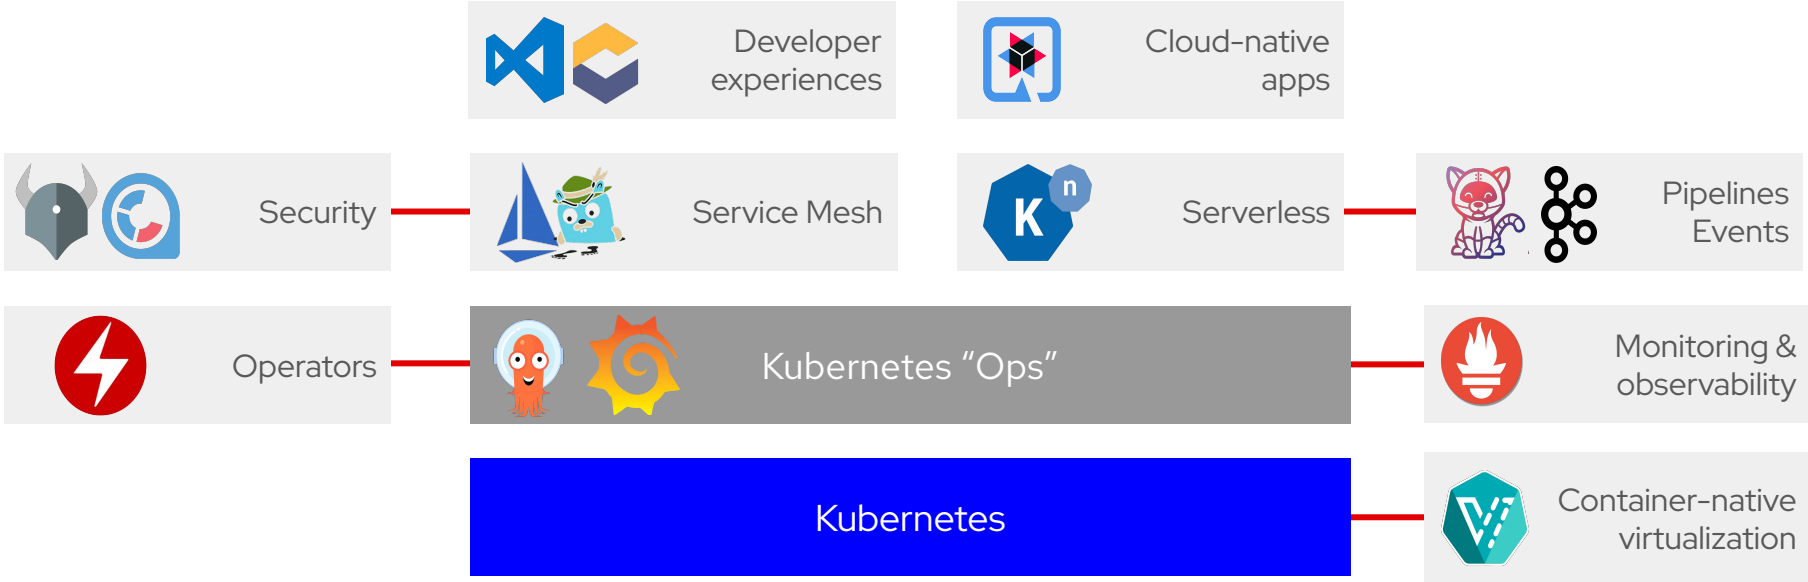 Developer
experiences
Cloud-native
apps
Security
Service Mesh
K
n
Serverless
Pipelines
Events
Operators
Kubernetes “Ops”
Monitoring &
observability
Kubernetes
Container-native
virtualization